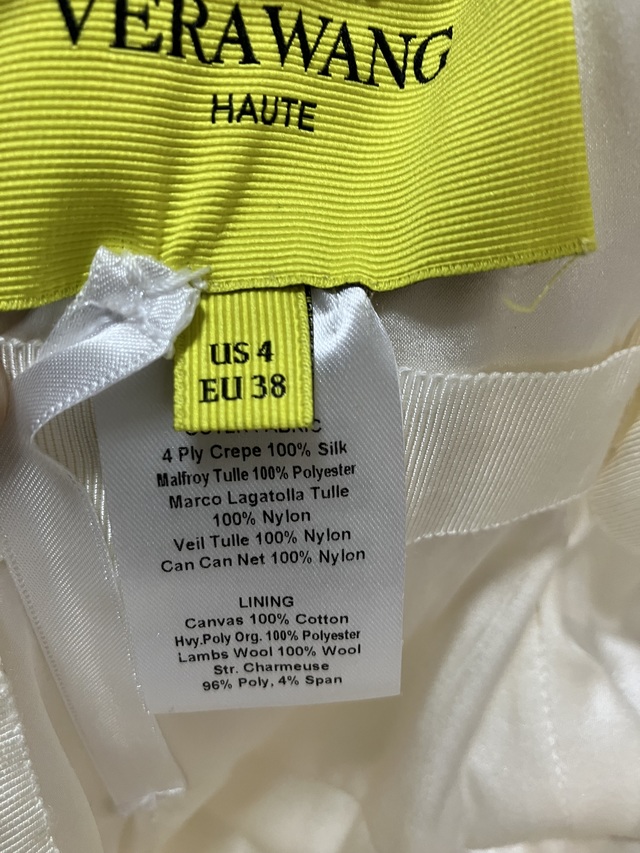 VERA WANG
HAUTE
US 4
EU 38
OUTER FABRIC
4 Ply Crepe 100% Silk
Malfroy Tulle 100% Polyester
Marco Lagatolla Tulle
100% Nylon
Veil Tulle 100% Nylon
Can Can Net 100% Nylon
LINING
Canvas 100% Cotton
Hvy.Poly Org. 100% Polyester
Lambs Wool 100% Wool
Str. Charmeuse
96% Poly, 4% Span